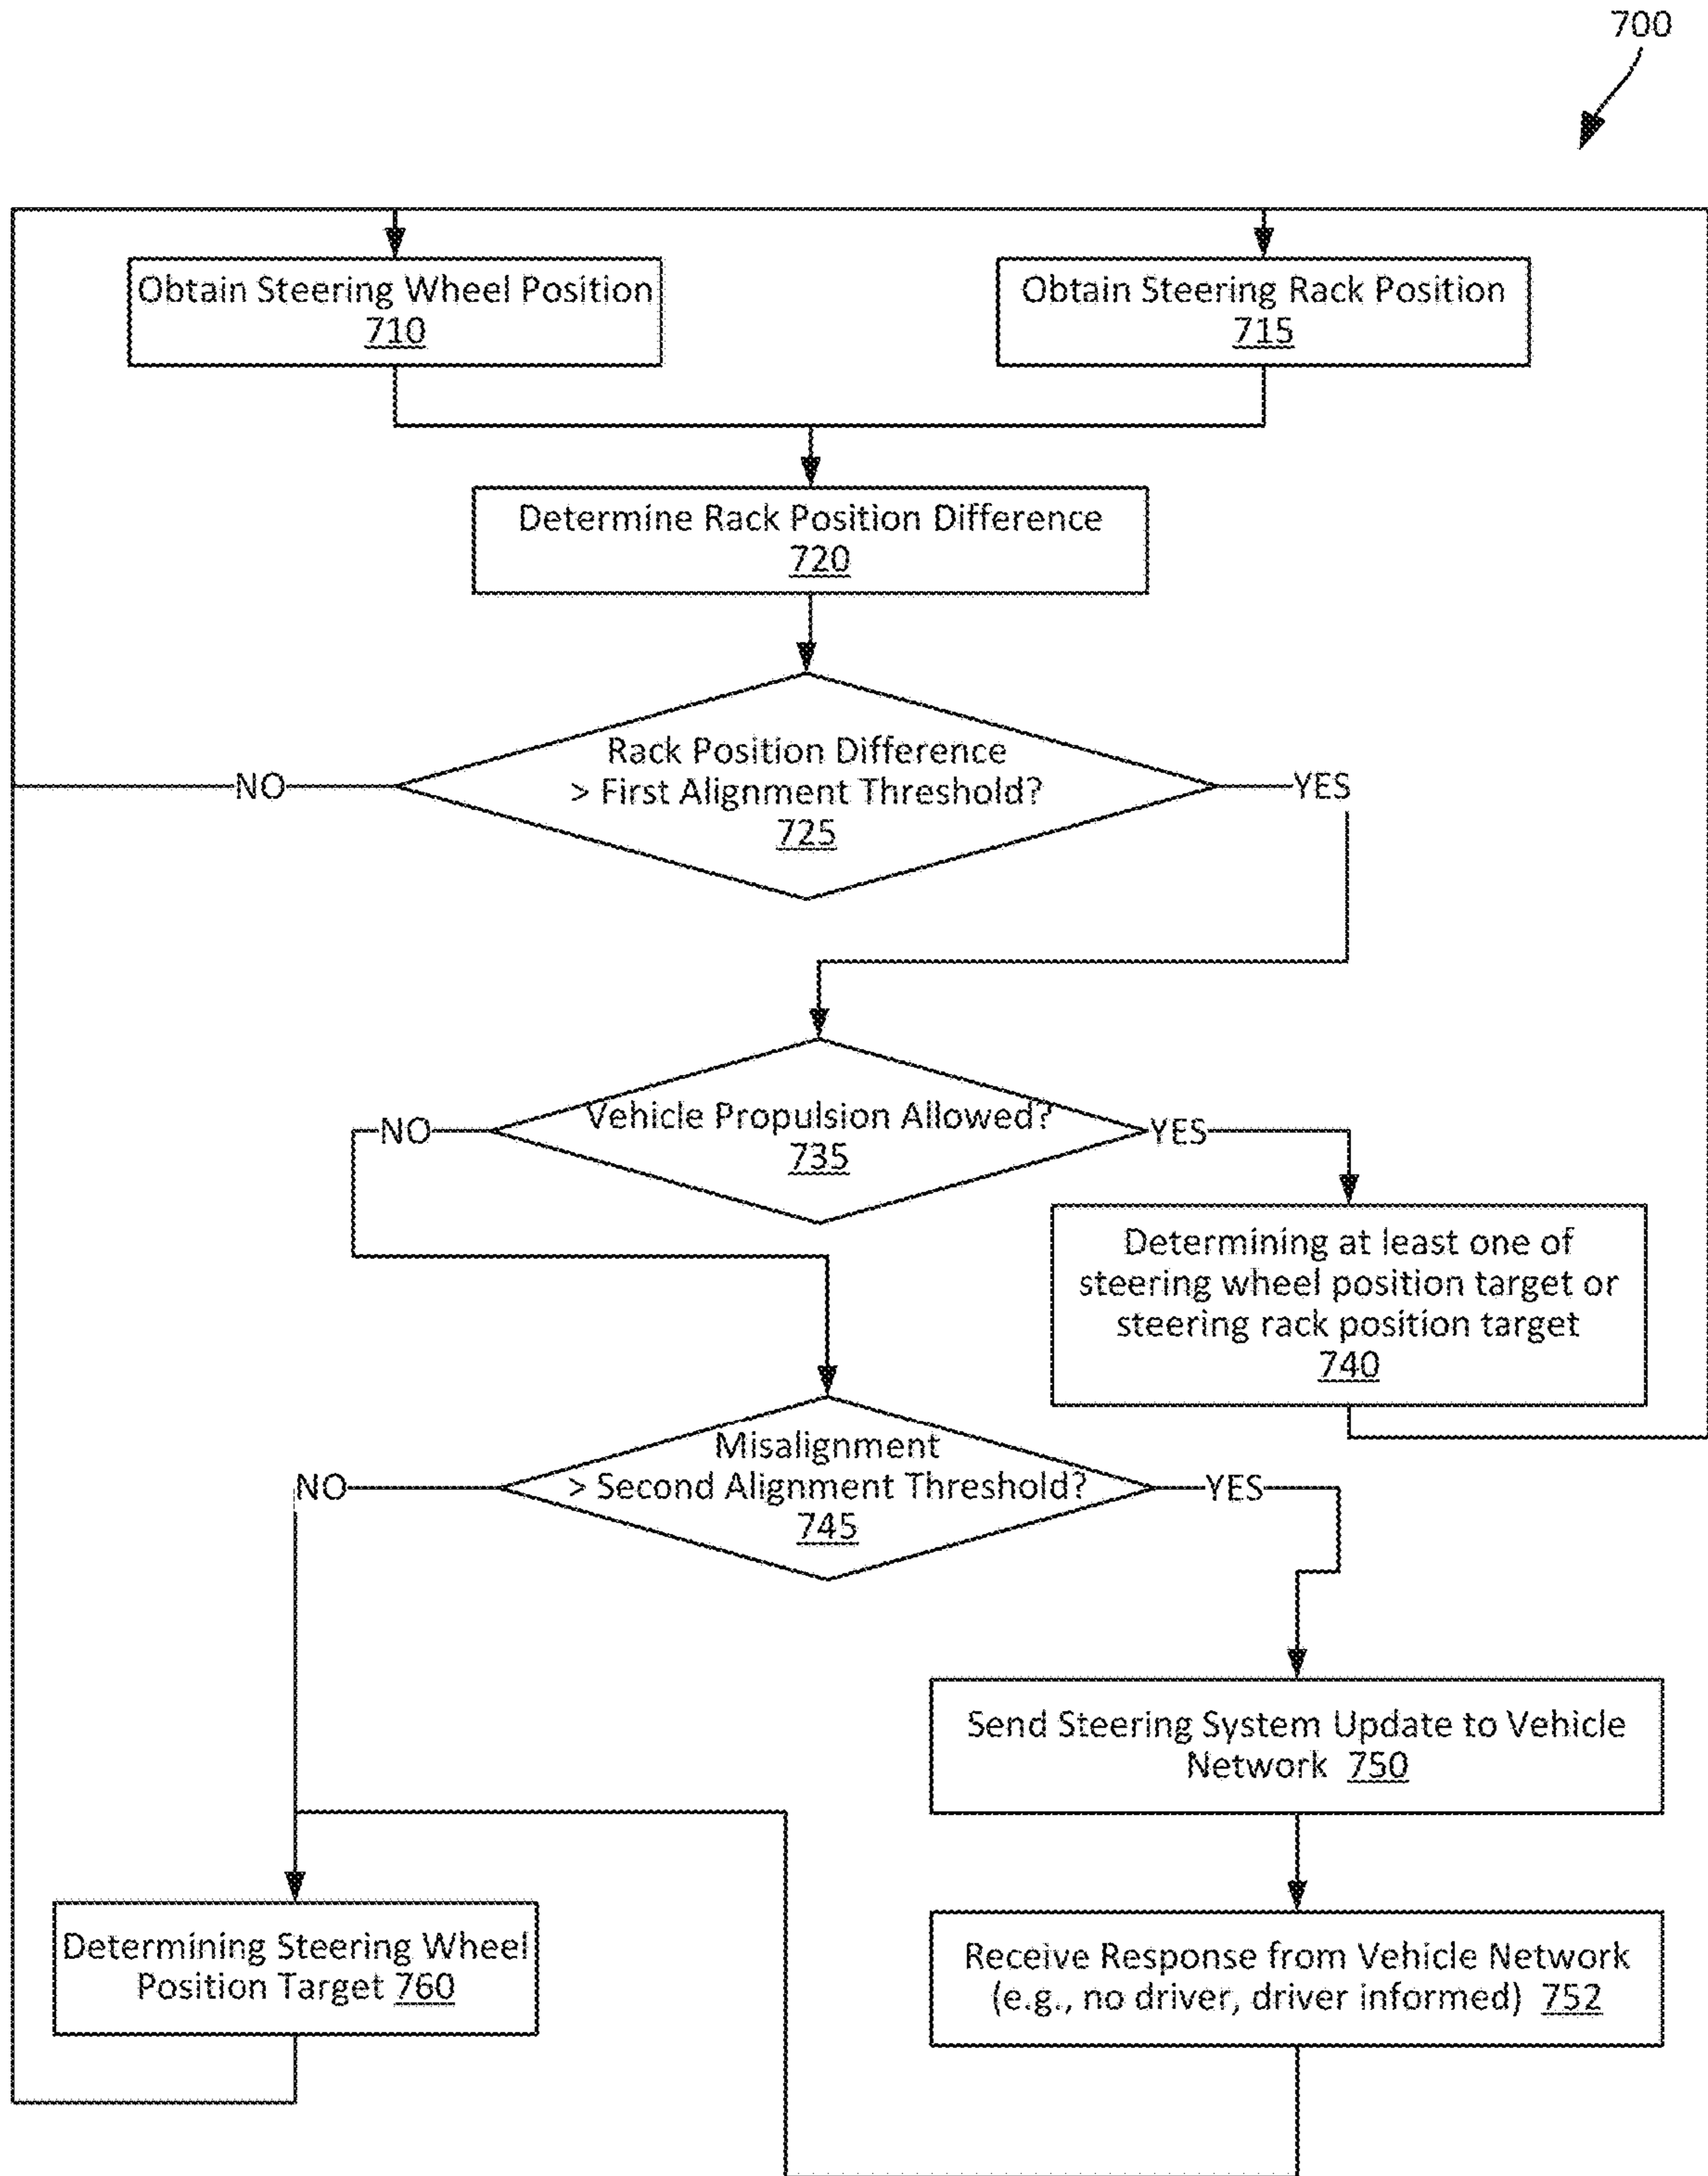 700
Obtain Steering Wheel Position
710
Obtain Steering Rack Position
715
Determine Rack Position Difference
720
Rack Position Difference
> First Alignment Threshold?
725
NO
YES
Vehicle Propulsion Allowed?
735
NO
YES
Determining at least one of
steering wheel position target or
steering rack position target
740
Misalignment
> Second Alignment Threshold?
745
NO
YES
Send Steering System Update to Vehicle
Network 750
Determining Steering Wheel
Position Target 760
Receive Response from Vehicle Network
(e.g., no driver, driver informed) 752